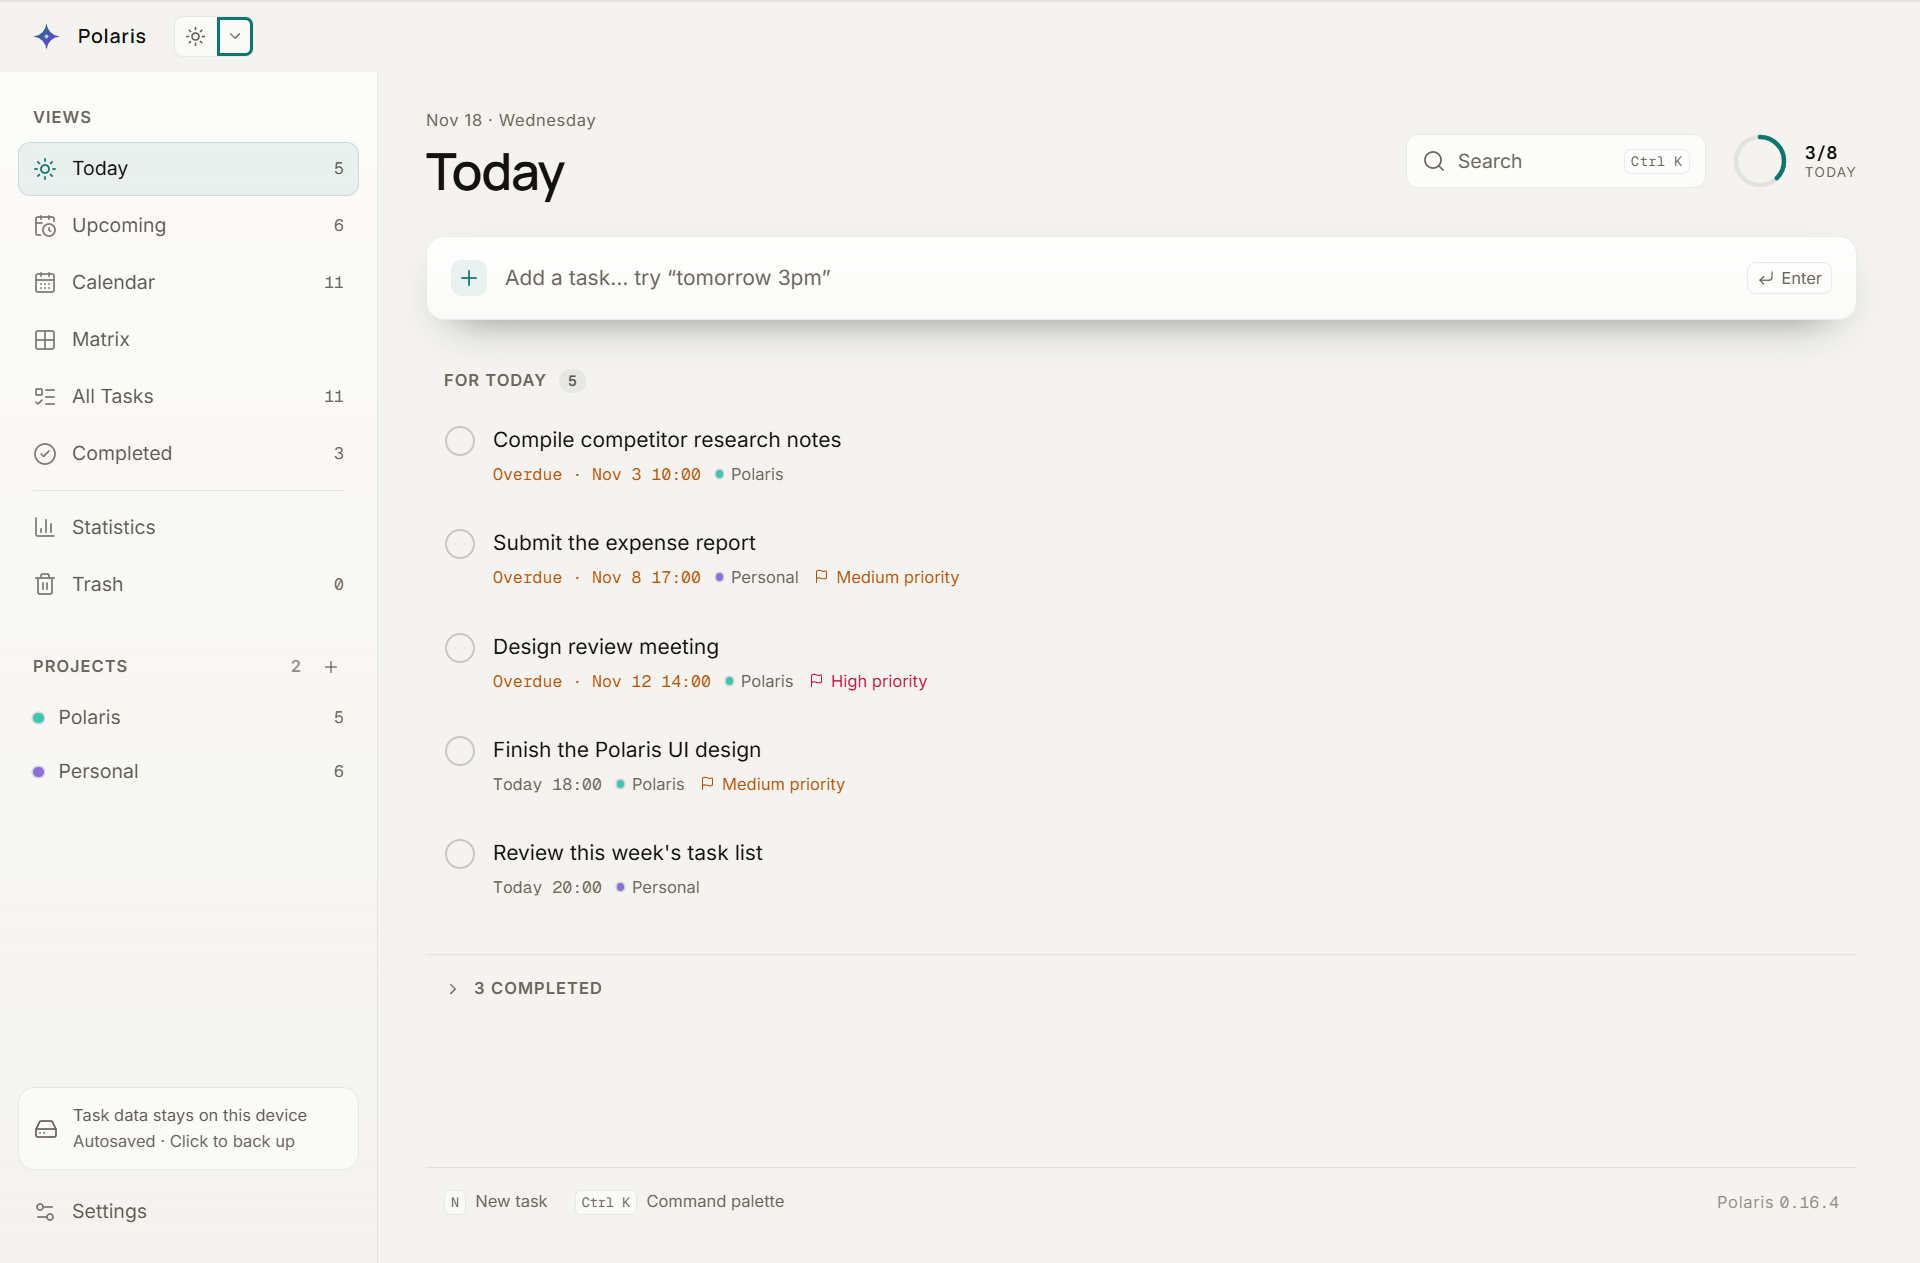 Polaris
VIEWS
Today 5
Upcoming 6
Calendar 11
Matrix
All Tasks 11
Completed 3
Statistics
Trash 0
PROJECTS 2
Polaris 5
Personal 6
Task data stays on this device
Autosaved · Click to back up
Settings
Nov 18 · Wednesday
Today
Search Ctrl K
3/8
TODAY
Add a task... try “tomorrow 3pm”
Enter
FOR TODAY 5
Compile competitor research notes
Overdue · Nov 3 10:00 Polaris
Submit the expense report
Overdue · Nov 8 17:00 Personal Medium priority
Design review meeting
Overdue · Nov 12 14:00 Polaris High priority
Finish the Polaris UI design
Today 18:00 Polaris Medium priority
Review this week's task list
Today 20:00 Personal
3 COMPLETED
N New task Ctrl K Command palette
Polaris 0.16.4